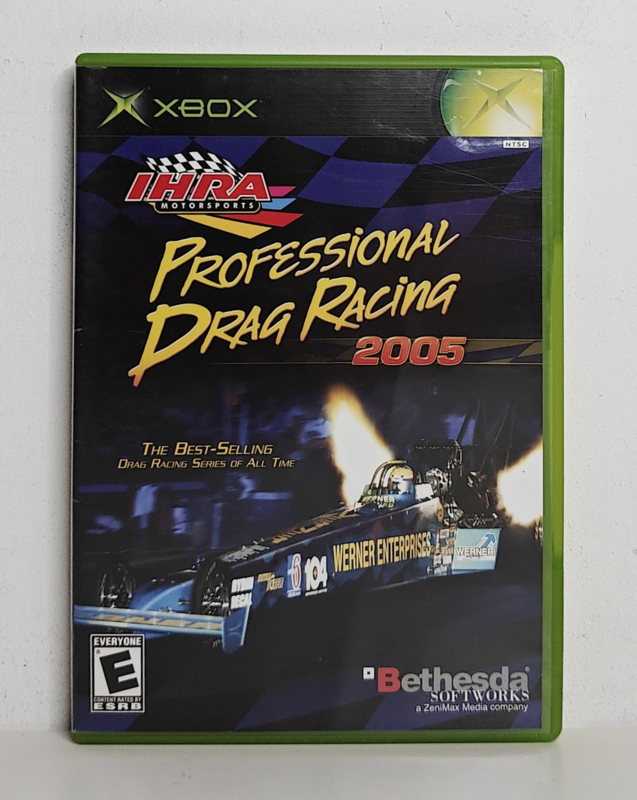 XBOX
NTSC
IHRA
MOTORSPORTS
PROFESSIONAL
DRAG RACING
2005
THE BEST-SELLING
DRAG RACING SERIES OF ALL TIME
WERNER ENTERPRISES
WERNER
104
EVERYONE
E
CONTENT RATED BY
ESRB
Bethesda®
SOFTWORKS
a ZeniMax Media company